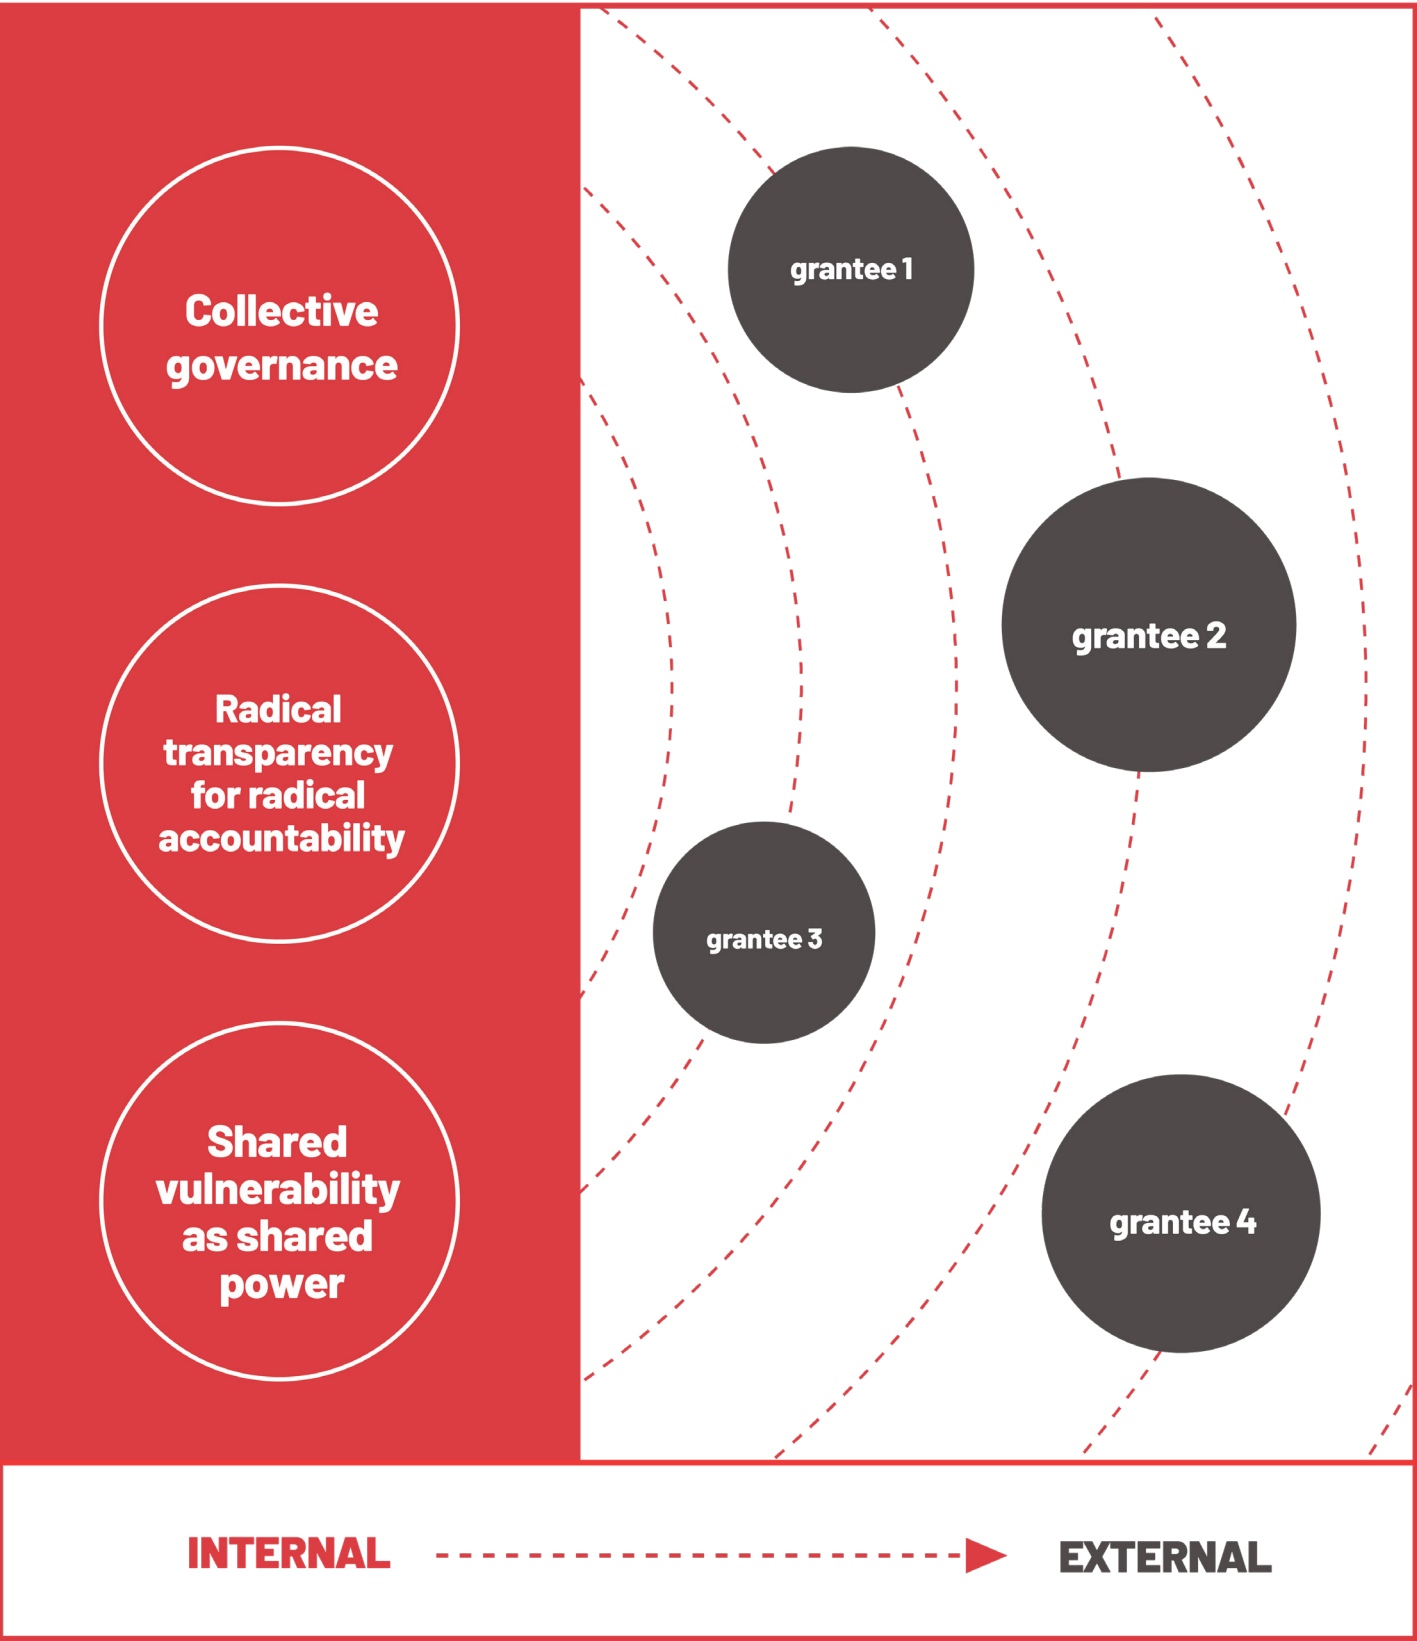 Collective
governance
Radical
transparency
for radical
accountability
Shared
vulnerability
as shared
power
grantee 1
grantee 2
grantee 3
grantee 4
INTERNAL
EXTERNAL